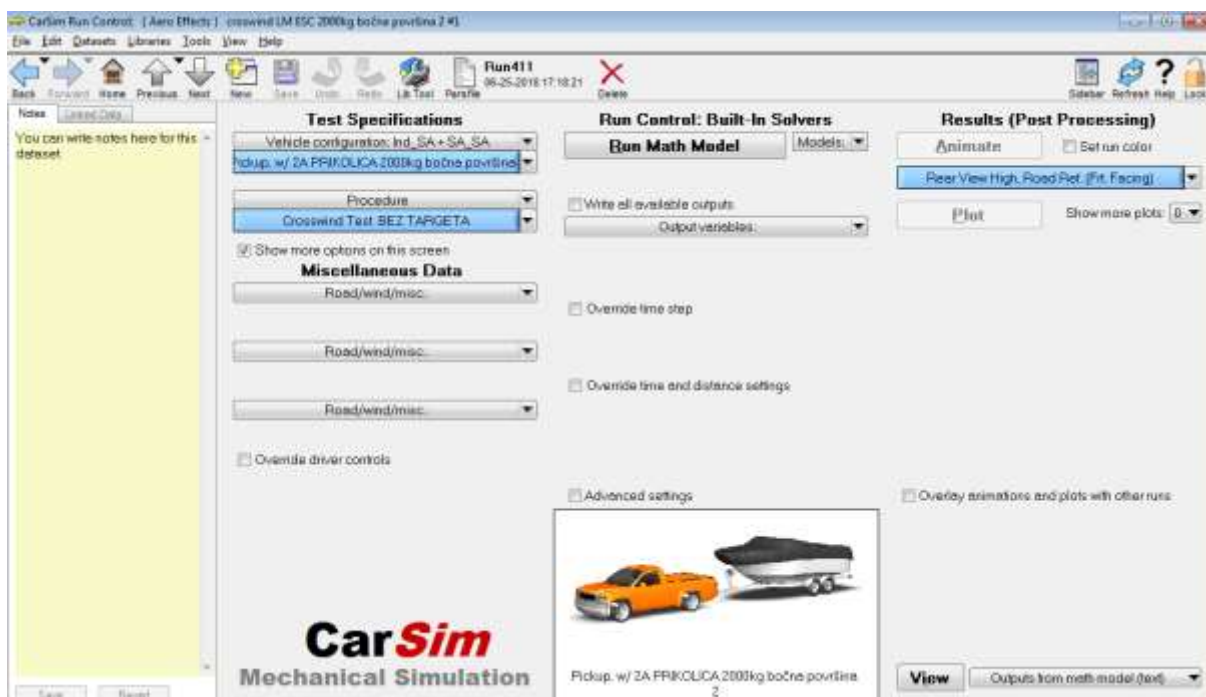 CarSim Run Control; { Aero Effects } crosswind LM ESC 2000kg bočna površina 2 #1
File Edit Datasets Libraries Tools View Help
Back Forward Home Previous Next New Save Undo Redo Lib Tool Parsfile
Run411
06-25-2018 17:18:21
Delete
Sidebar Refresh Help Lock
Notes Linked Data
You can write notes here for this dataset
Save Revert
Test Specifications
Vehicle configuration: Ind_SA + SA_SA
Pickup. w/ 2A PRIKOLICA 2000kg bočna površina
Procedure
Crosswind Test BEZ TARGETA
Show more options on this screen
Miscellaneous Data
Road/wind/misc.
Road/wind/misc.
Road/wind/misc.
Override driver controls
CarSim
Mechanical Simulation
Run Control: Built-In Solvers
Run Math Model
Models:
Write all available outputs
Output variables:
Override time step
Override time and distance settings
Advanced settings
Pickup. w/ 2A PRIKOLICA 2000kg bočna površina
2
Results (Post Processing)
Animate
Set run color
Rear View High, Road Ref. (Fit, Facing)
Plot
Show more plots: 0
Overlay animations and plots with other runs
View
Outputs from math model (text)